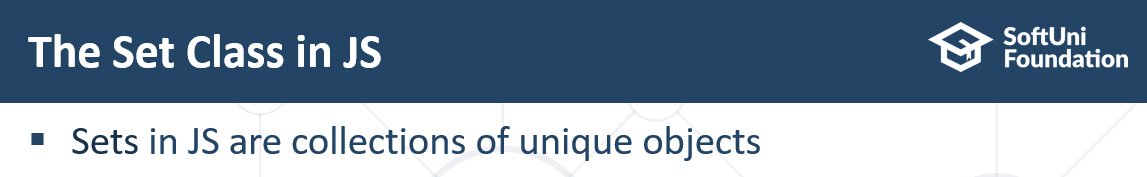 The Set Class in JS
SoftUni
Foundation
▪ Sets in JS are collections of unique objects